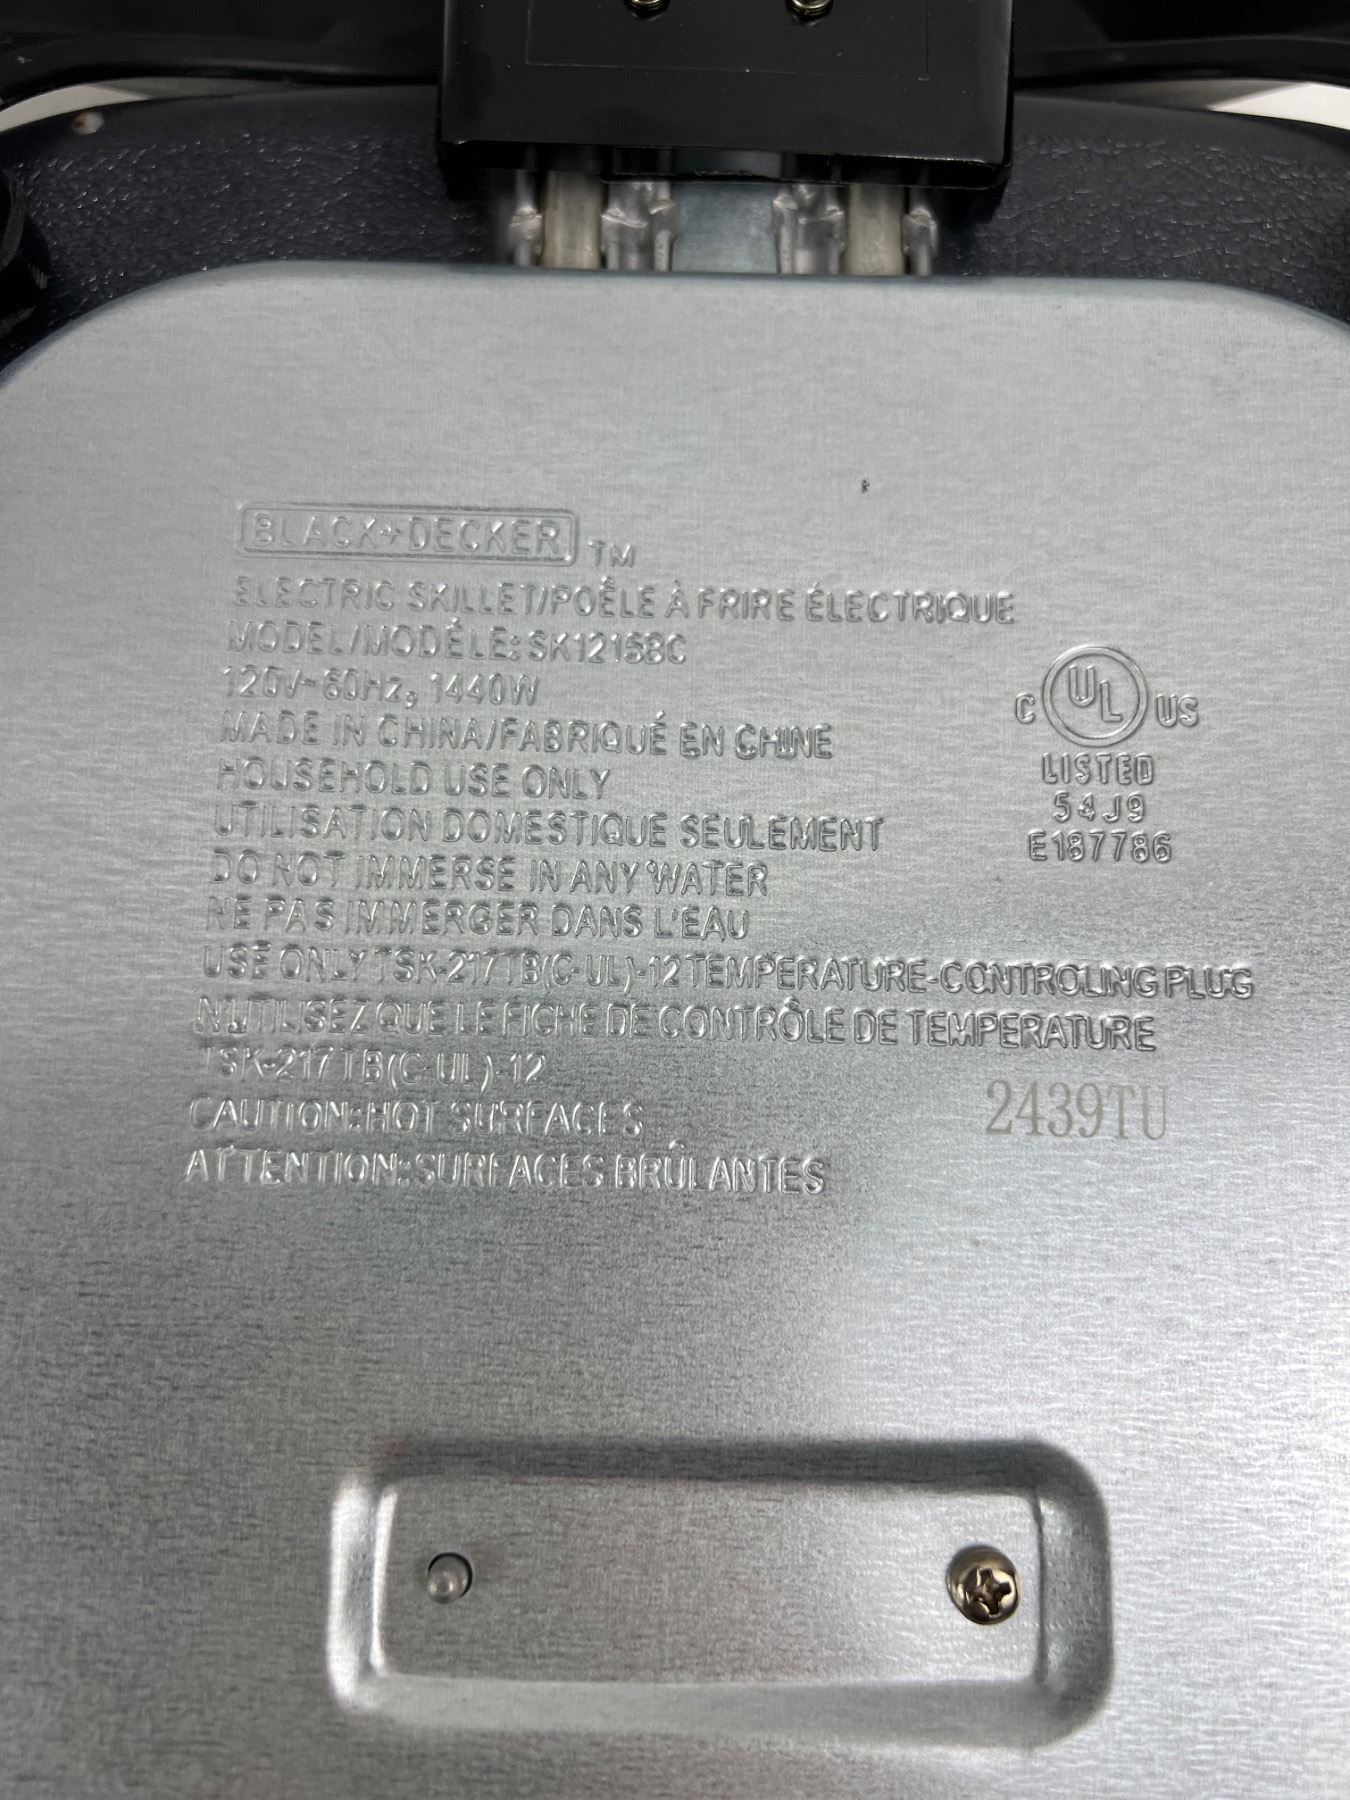 BLACK+DECKER TM
ELECTRIC SKILLET/POÊLE À FRIRE ÉLECTRIQUE
MODEL/MODÈLE: SK1215BC
120V~60Hz, 1440W
MADE IN CHINA/FABRIQUÉ EN CHINE
HOUSEHOLD USE ONLY
UTILISATION DOMESTIQUE SEULEMENT
DO NOT IMMERSE IN ANY WATER
NE PAS IMMERGER DANS L'EAU
USE ONLY TSK-217TB(C-UL)-12 TEMPERATURE-CONTROLING PLUG
N'UTILISEZ QUE LE FICHE DE CONTRÔLE DE TEMPERATURE
TSK-217TB(C-UL)-12
CAUTION: HOT SURFACES
ATTENTION: SURFACES BRÛLANTES
C UL US
LISTED
54J9
E187786
2439TU